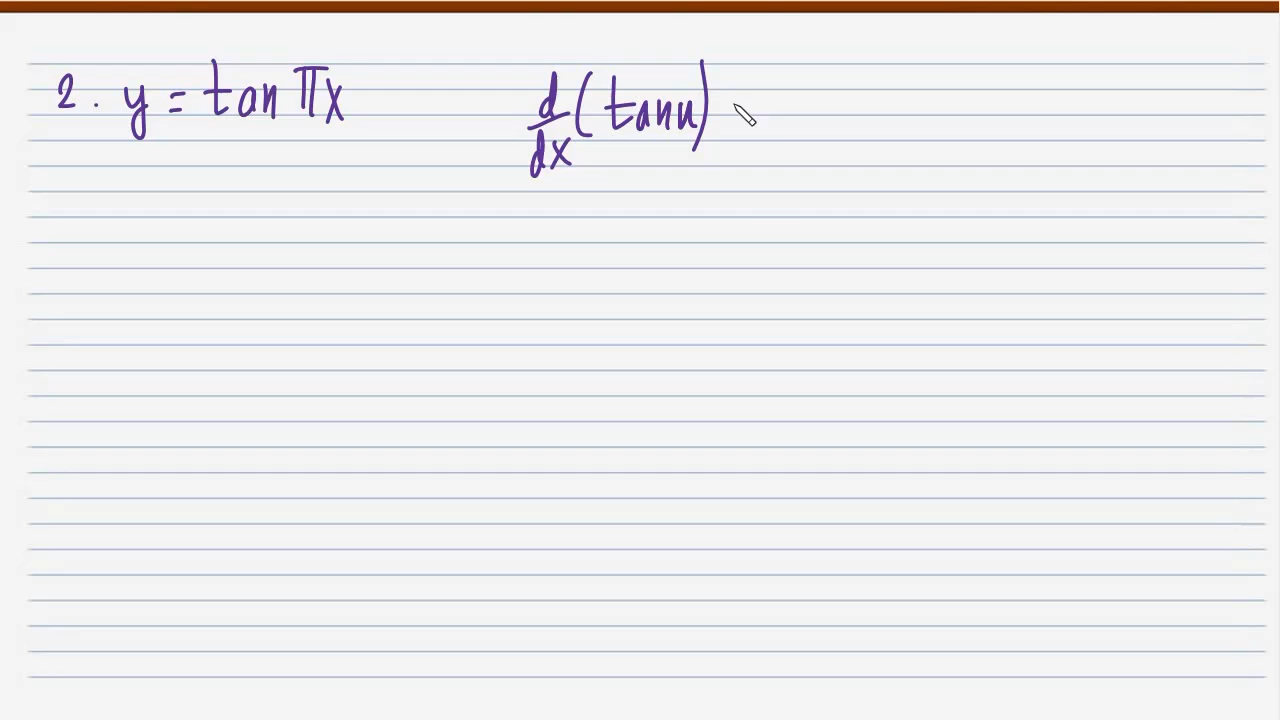 2. y = tan πx
d/dx (tan u)